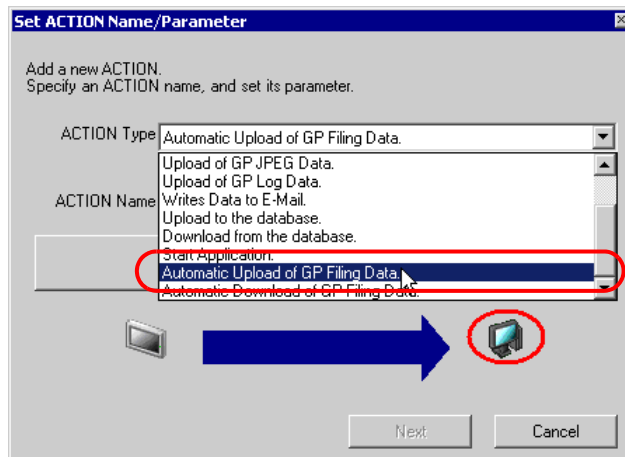 Set ACTION Name/Parameter
Add a new ACTION.
Specify an ACTION name, and set its parameter.
ACTION Type
Automatic Upload of GP Filing Data.
Upload of GP JPEG Data.
Upload of GP Log Data.
ACTION Name
Writes Data to E-Mail.
Upload to the database.
Download from the database.
Start Application.
Automatic Upload of GP Filing Data.
Automatic Download of GP Filing Data.
Next
Cancel